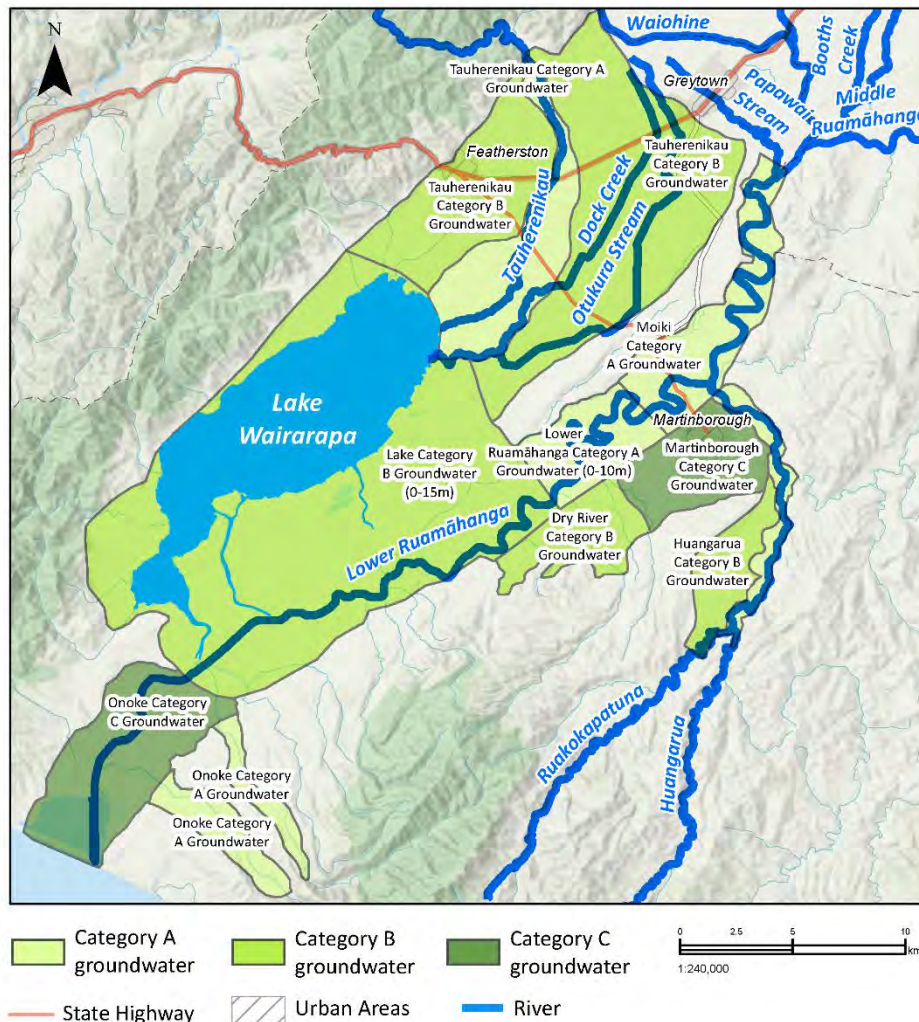 N
Waiohine
Booths
Creek
Greytown
Papawai
Stream
Middle
Ruamāhanga
Tauherenikau Category A
Groundwater
Featherston
Tauherenikau
Category B
Groundwater
Tauherenikau
Category B
Groundwater
Tauherenikau
Dock Creek
Otukura Stream
Moiki
Category
A Groundwater
Lake
Wairarapa
Martinborough
Lower
Ruamāhanga Category A
Groundwater (0-10m)
Martinborough
Category C
Groundwater
Lake Category
B Groundwater
(0-15m)
Lower Ruamāhanga
Dry River
Category B
Groundwater
Huangarua
Category B
Groundwater
Onoke Category
C Groundwater
Ruakokapatuna
Huangarua
Onoke Category
A Groundwater
Onoke Category
A Groundwater
Category A
groundwater
Category B
groundwater
Category C
groundwater
0 2.5 5 10
km
1:240,000
State Highway
Urban Areas
River